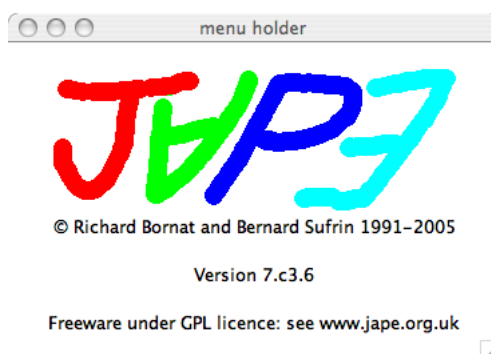 menu holder
J∀P∃
© Richard Bornat and Bernard Sufrin 1991–2005
Version 7.c3.6
Freeware under GPL licence: see www.jape.org.uk